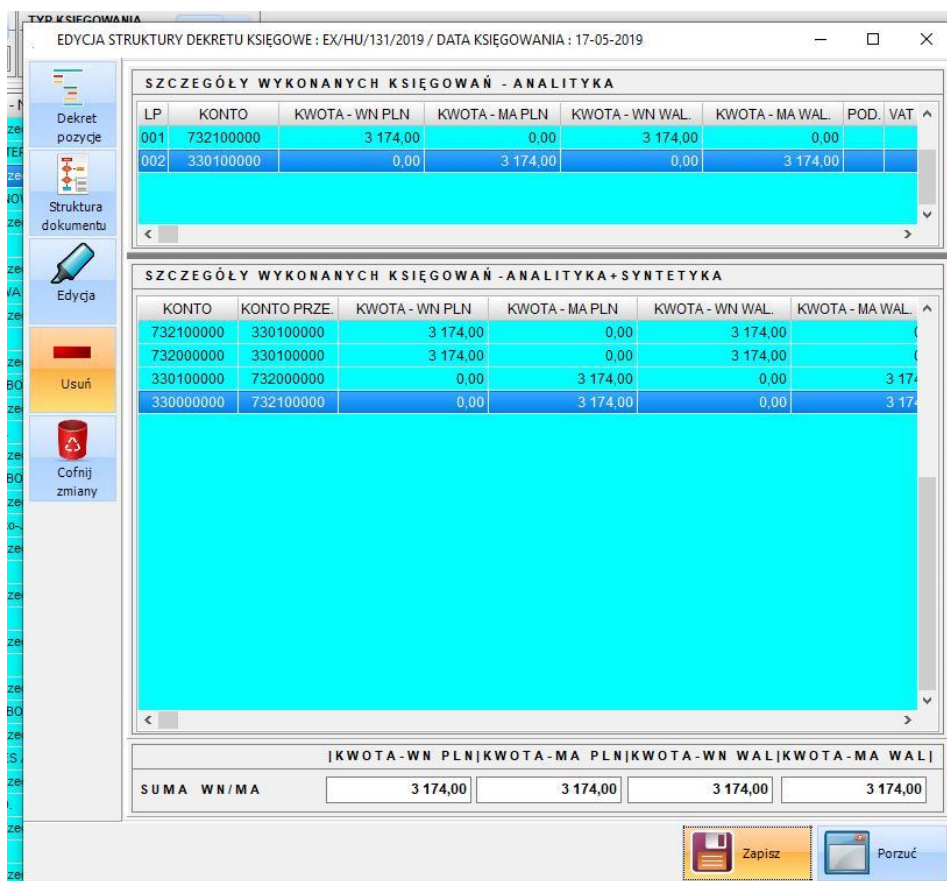 TYP KSIĘGOWANIA
EDYCJA STRUKTURY DEKRETU KSIĘGOWE : EX/HU/131/2019 / DATA KSIĘGOWANIA : 17-05-2019
Dekret
pozycje
Struktura
dokumentu
Edycja
Usuń
Cofnij
zmiany
SZCZEGÓŁY WYKONANYCH KSIĘGOWAŃ - ANALITYKA
LP KONTO KWOTA - WN PLN KWOTA - MA PLN KWOTA - WN WAL. KWOTA - MA WAL. POD. VAT
001 732100000 3 174,00 0,00 3 174,00 0,00
002 330100000 0,00 3 174,00 0,00 3 174,00
SZCZEGÓŁY WYKONANYCH KSIĘGOWAŃ -ANALITYKA+SYNTETYKA
KONTO KONTO PRZE. KWOTA - WN PLN KWOTA - MA PLN KWOTA - WN WAL. KWOTA - MA WAL.
732100000 330100000 3 174,00 0,00 3 174,00
732000000 330100000 3 174,00 0,00 3 174,00
330100000 732000000 0,00 3 174,00 0,00 3 174
330000000 732100000 0,00 3 174,00 0,00 3 174
|KWOTA-WN PLN|KWOTA-MA PLN|KWOTA-WN WAL|KWOTA-MA WAL|
SUMA WN/MA 3 174,00 3 174,00 3 174,00 3 174,00
Zapisz
Porzuć